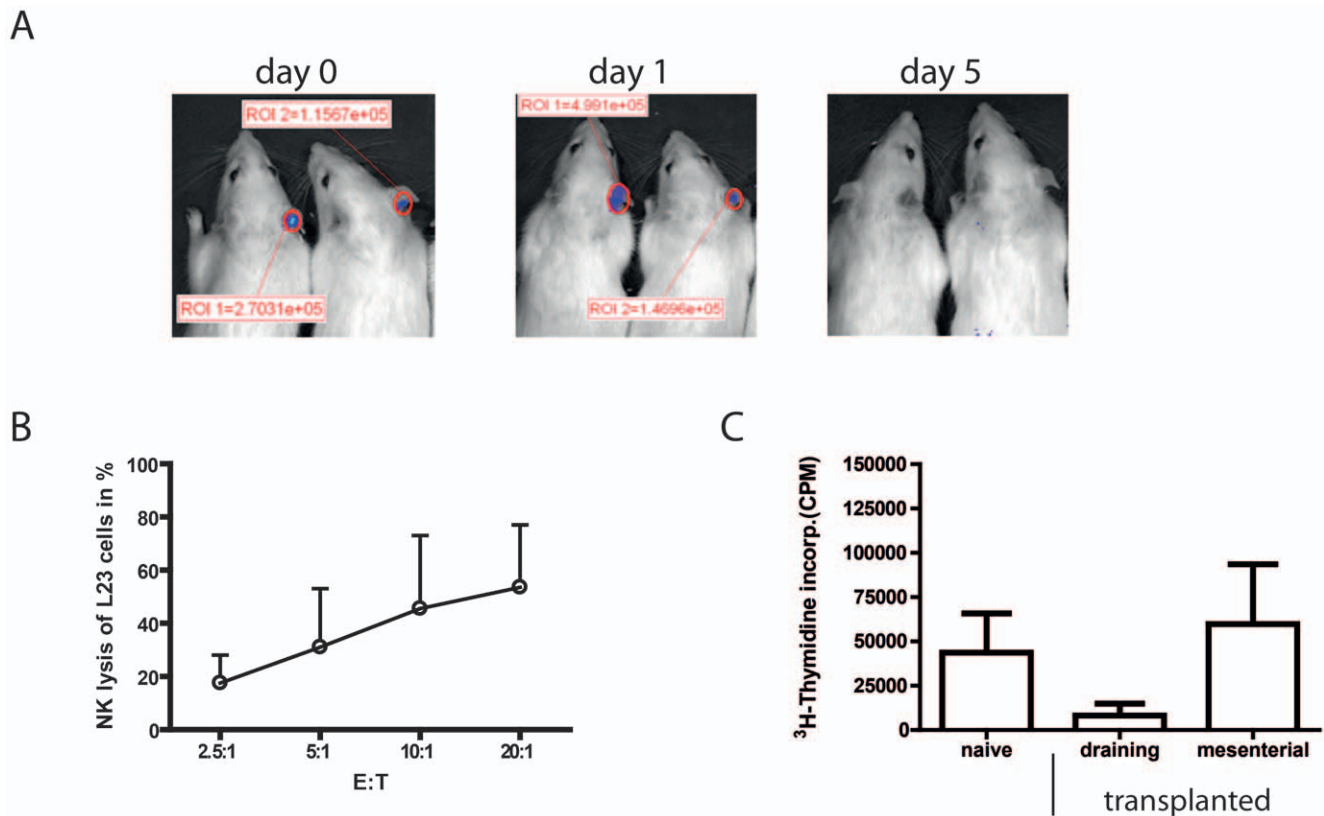 A
day 0
day 1
day 5
ROI 2=1.1567e+05
ROI 1=2.7031e+05
ROI 1=4.991e+05
ROI 2=1.4696e+05
B
NK lysis of L23 cells in %
100
80
60
40
20
0
2.5:1 5:1 10:1 20:1
E:T
C
³H-Thymidine incorp.(CPM)
150000
125000
100000
75000
50000
25000
0
naive draining mesenterial
transplanted